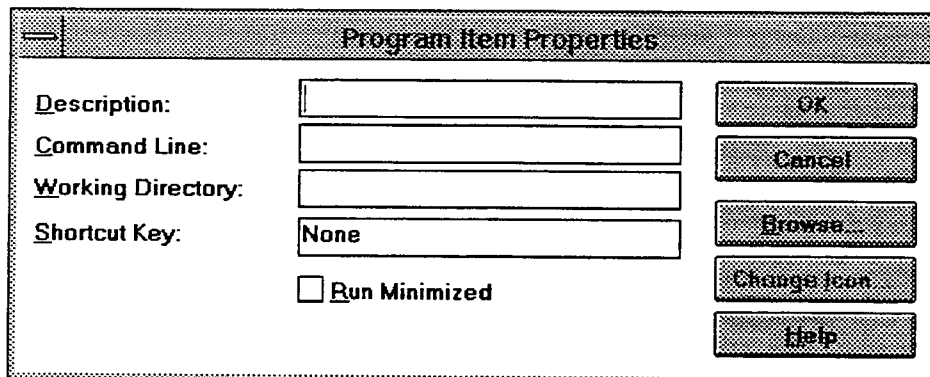 Program Item Properties
Description:
Command Line:
Working Directory:
Shortcut Key: None
Run Minimized
OK
Cancel
Browse...
Change Icon...
Help